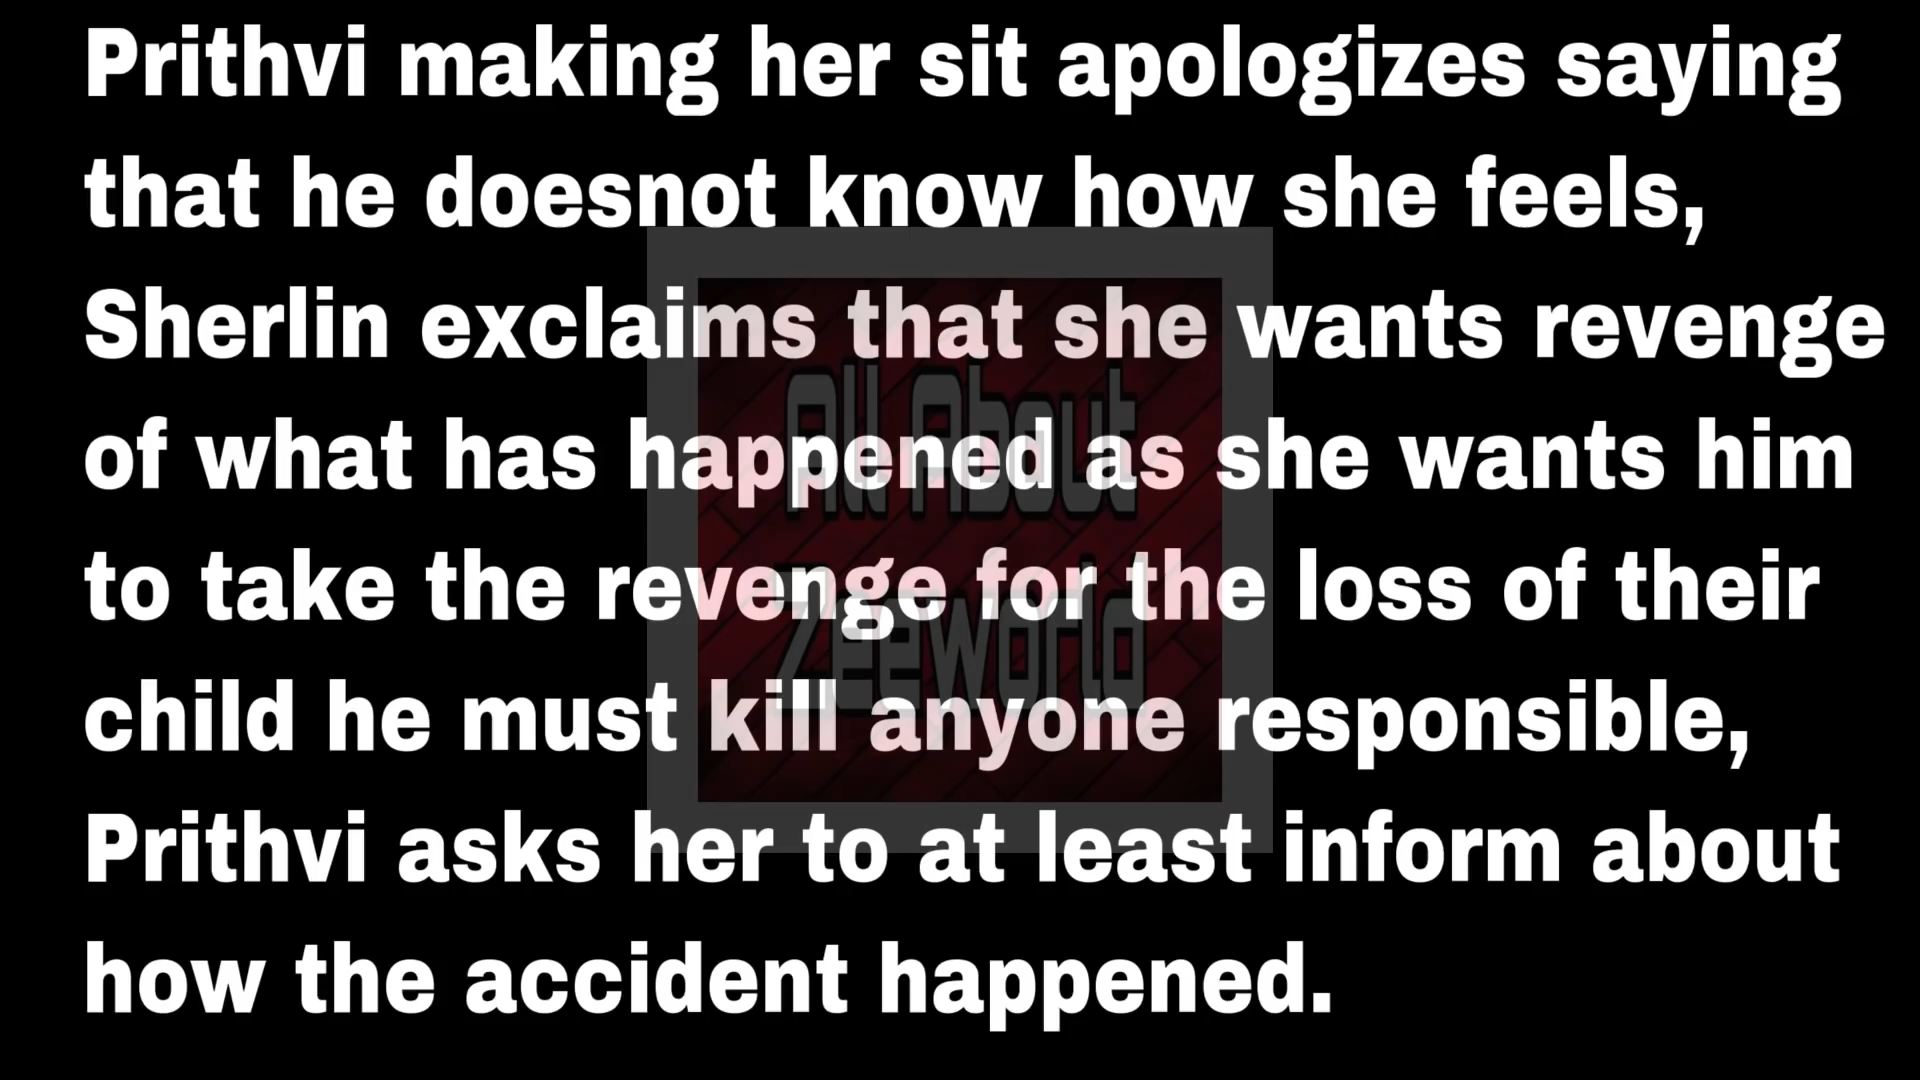 Prithvi making her sit apologizes saying
that he doesnot know how she feels,
Sherlin exclaims that she wants revenge
of what has happened as she wants him
to take the revenge for the loss of their
child he must kill anyone responsible,
Prithvi asks her to at least inform about
how the accident happened.
All About
Zeeworld